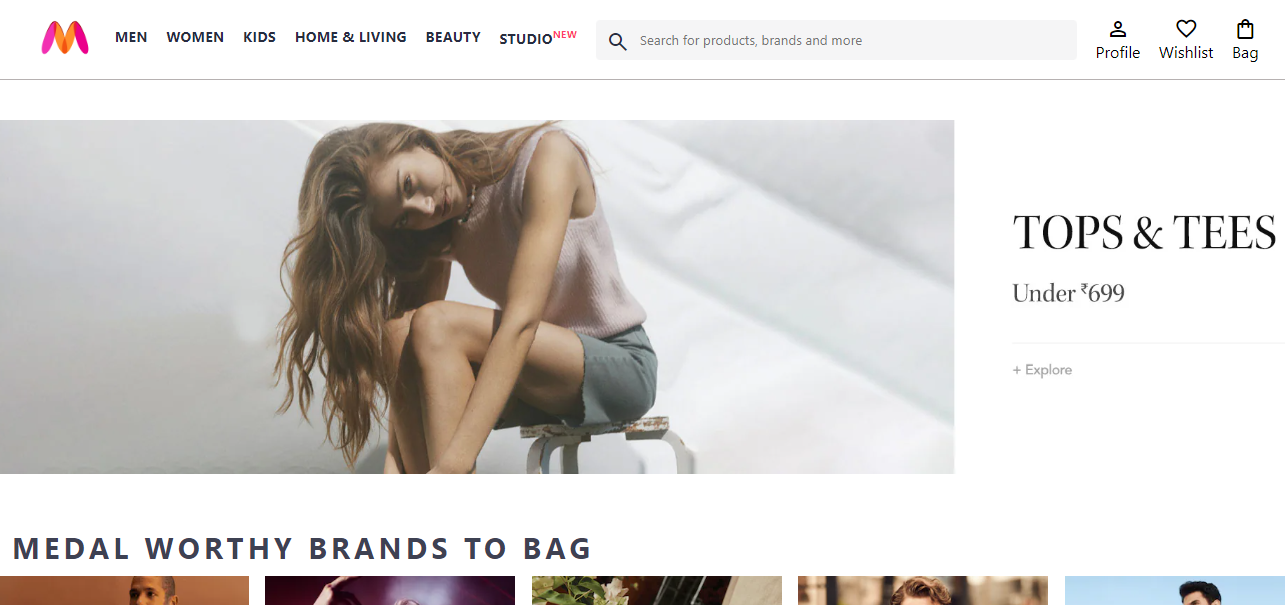 MEN WOMEN KIDS HOME & LIVING BEAUTY STUDIO NEW
Search for products, brands and more
Profile Wishlist Bag
TOPS & TEES
Under ₹699
+ Explore
MEDAL WORTHY BRANDS TO BAG